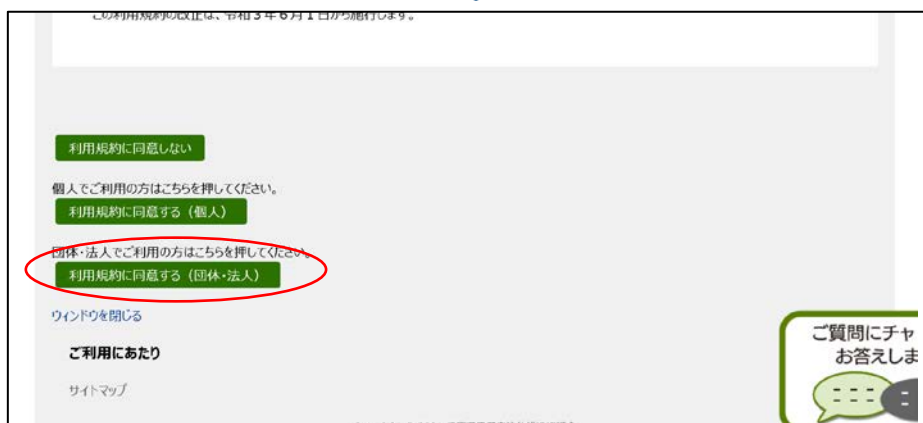 この利用規約の改正は、令和3年6月1日から施行します。
利用規約に同意しない
個人でご利用の方はこちらを押してください。
利用規約に同意する（個人）
団体・法人でご利用の方はこちらを押してください。
利用規約に同意する（団体・法人）
ウィンドウを閉じる
ご利用にあたり
サイトマップ
ご質問にチャ
お答えしま